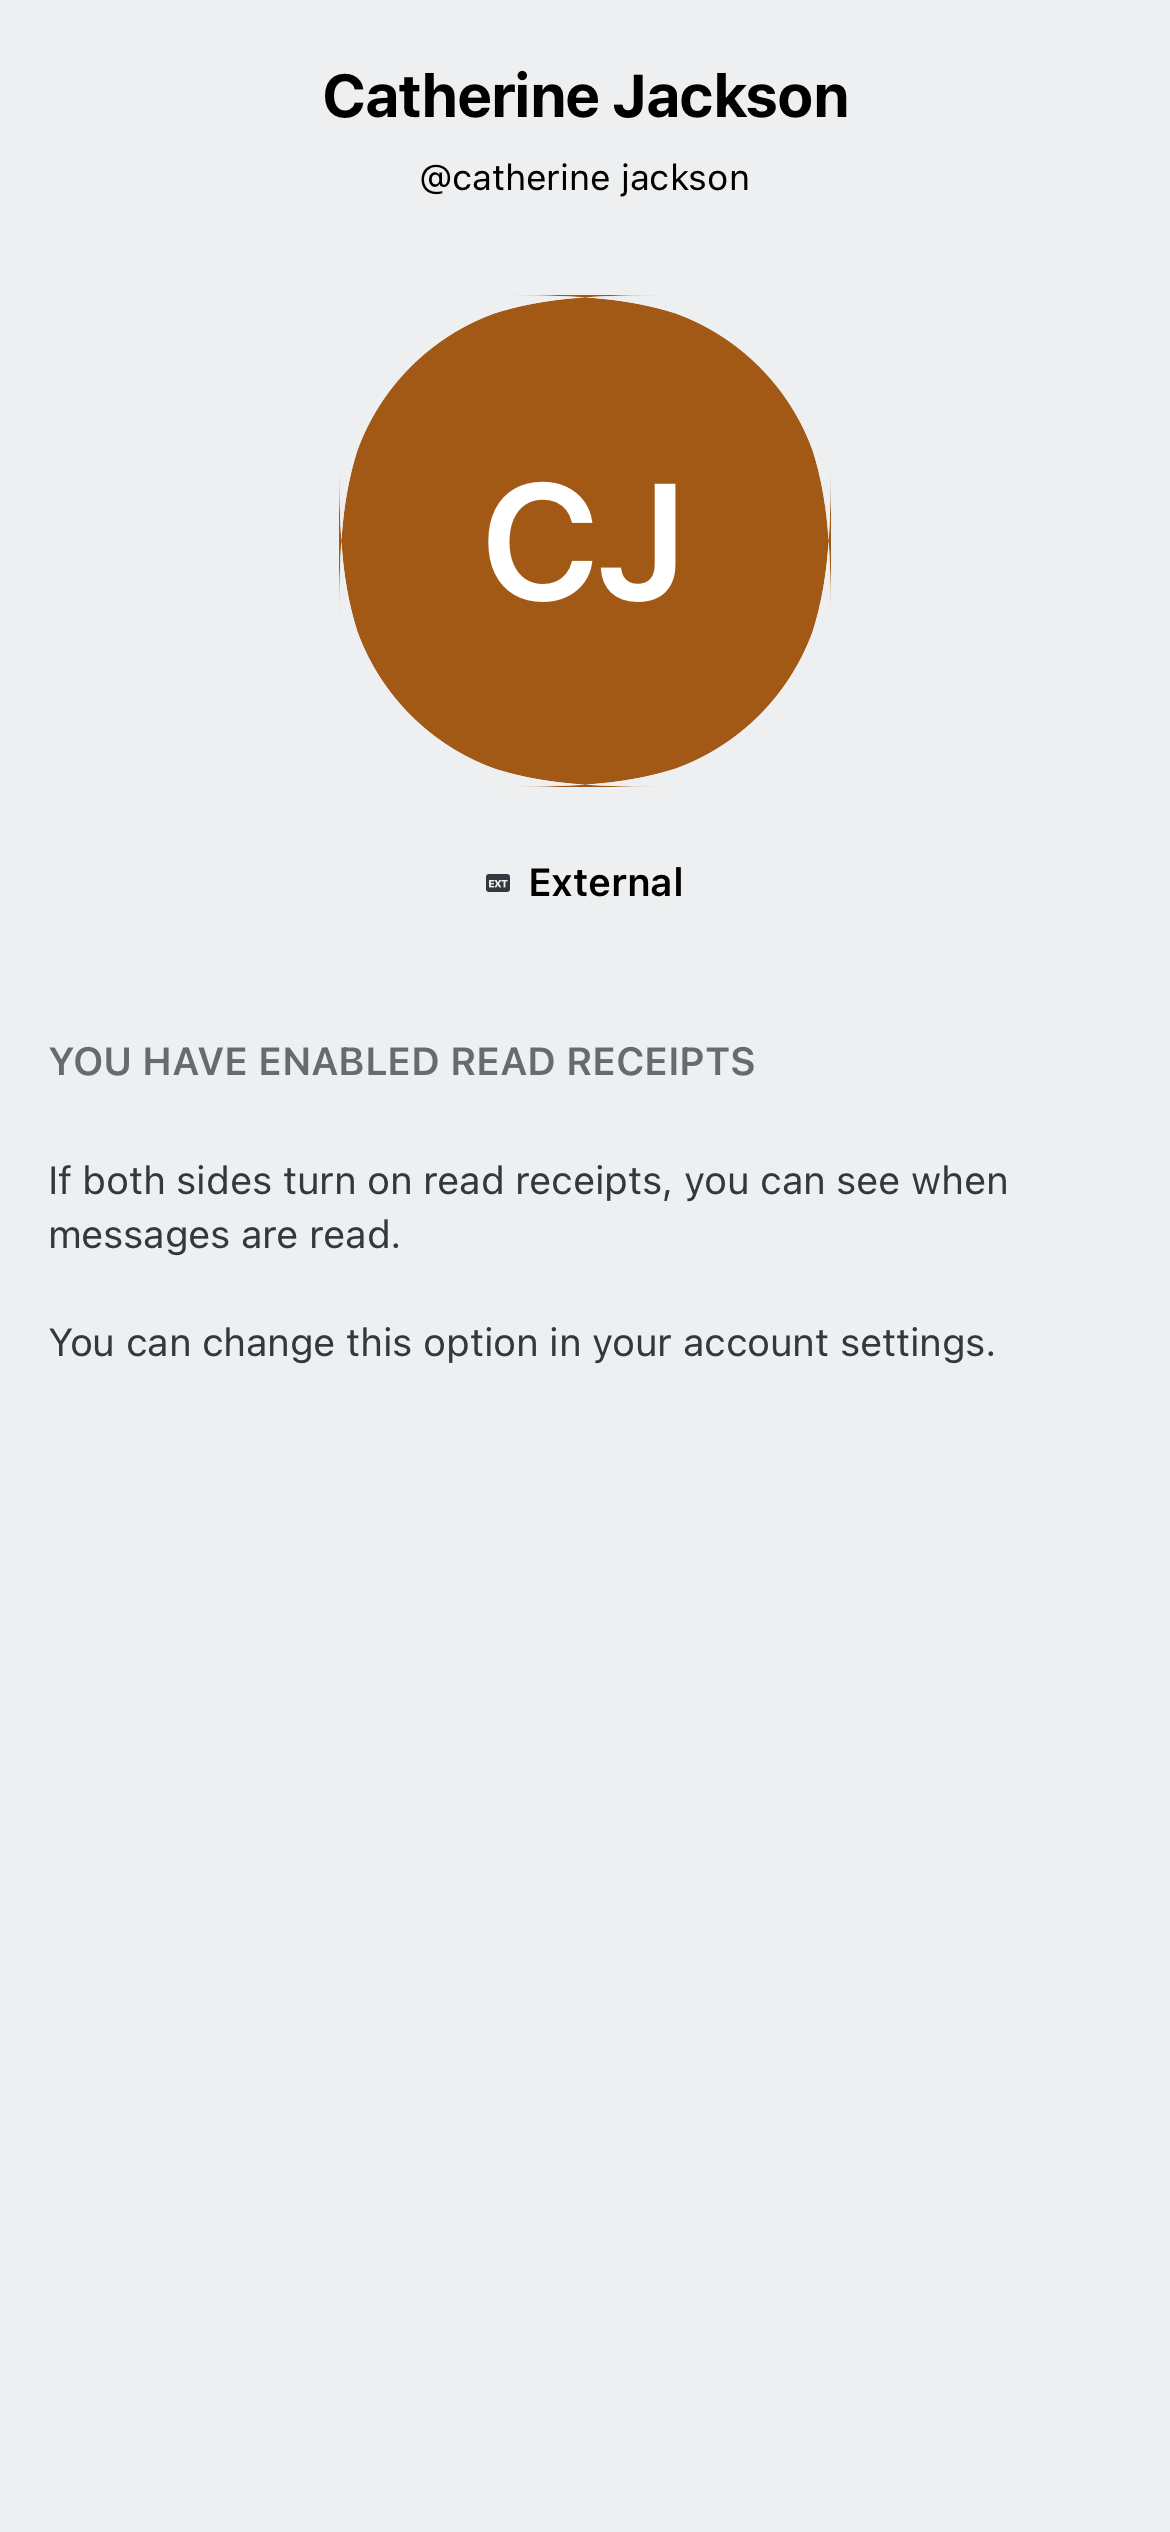 Catherine Jackson
@catherine jackson
CJ
EXT External
YOU HAVE ENABLED READ RECEIPTS
If both sides turn on read receipts, you can see when
messages are read.
You can change this option in your account settings.